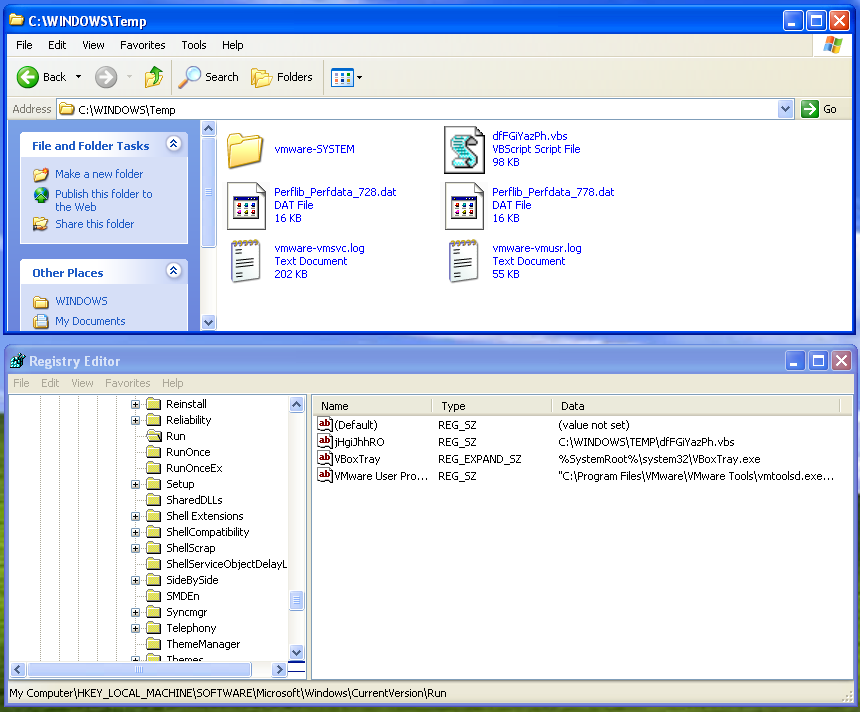 C:\WINDOWS\Temp
File Edit View Favorites Tools Help
Back Search Folders
Address C:\WINDOWS\Temp Go
File and Folder Tasks
Make a new folder
Publish this folder to
the Web
Share this folder
Other Places
WINDOWS
My Documents
vmware-SYSTEM
dfFGiYazPh.vbs
VBScript Script File
98 KB
Perflib_Perfdata_728.dat
DAT File
16 KB
Perflib_Perfdata_778.dat
DAT File
16 KB
vmware-vmsvc.log
Text Document
202 KB
vmware-vmusr.log
Text Document
55 KB
Registry Editor
File Edit View Favorites Help
Reinstall
Reliability
Run
RunOnce
RunOnceEx
Setup
SharedDLLs
Shell Extensions
ShellCompatibility
ShellScrap
ShellServiceObjectDelayL
SideBySide
SMDEn
Syncmgr
Telephony
ThemeManager
Themes
Name Type Data
(Default) REG_SZ (value not set)
jHgiJhhRO REG_SZ C:\WINDOWS\TEMP\dfFGiYazPh.vbs
VBoxTray REG_EXPAND_SZ %SystemRoot%\system32\VBoxTray.exe
VMware User Pro... REG_SZ "C:\Program Files\VMware\VMware Tools\vmtoolsd.exe...
My Computer\HKEY_LOCAL_MACHINE\SOFTWARE\Microsoft\Windows\CurrentVersion\Run